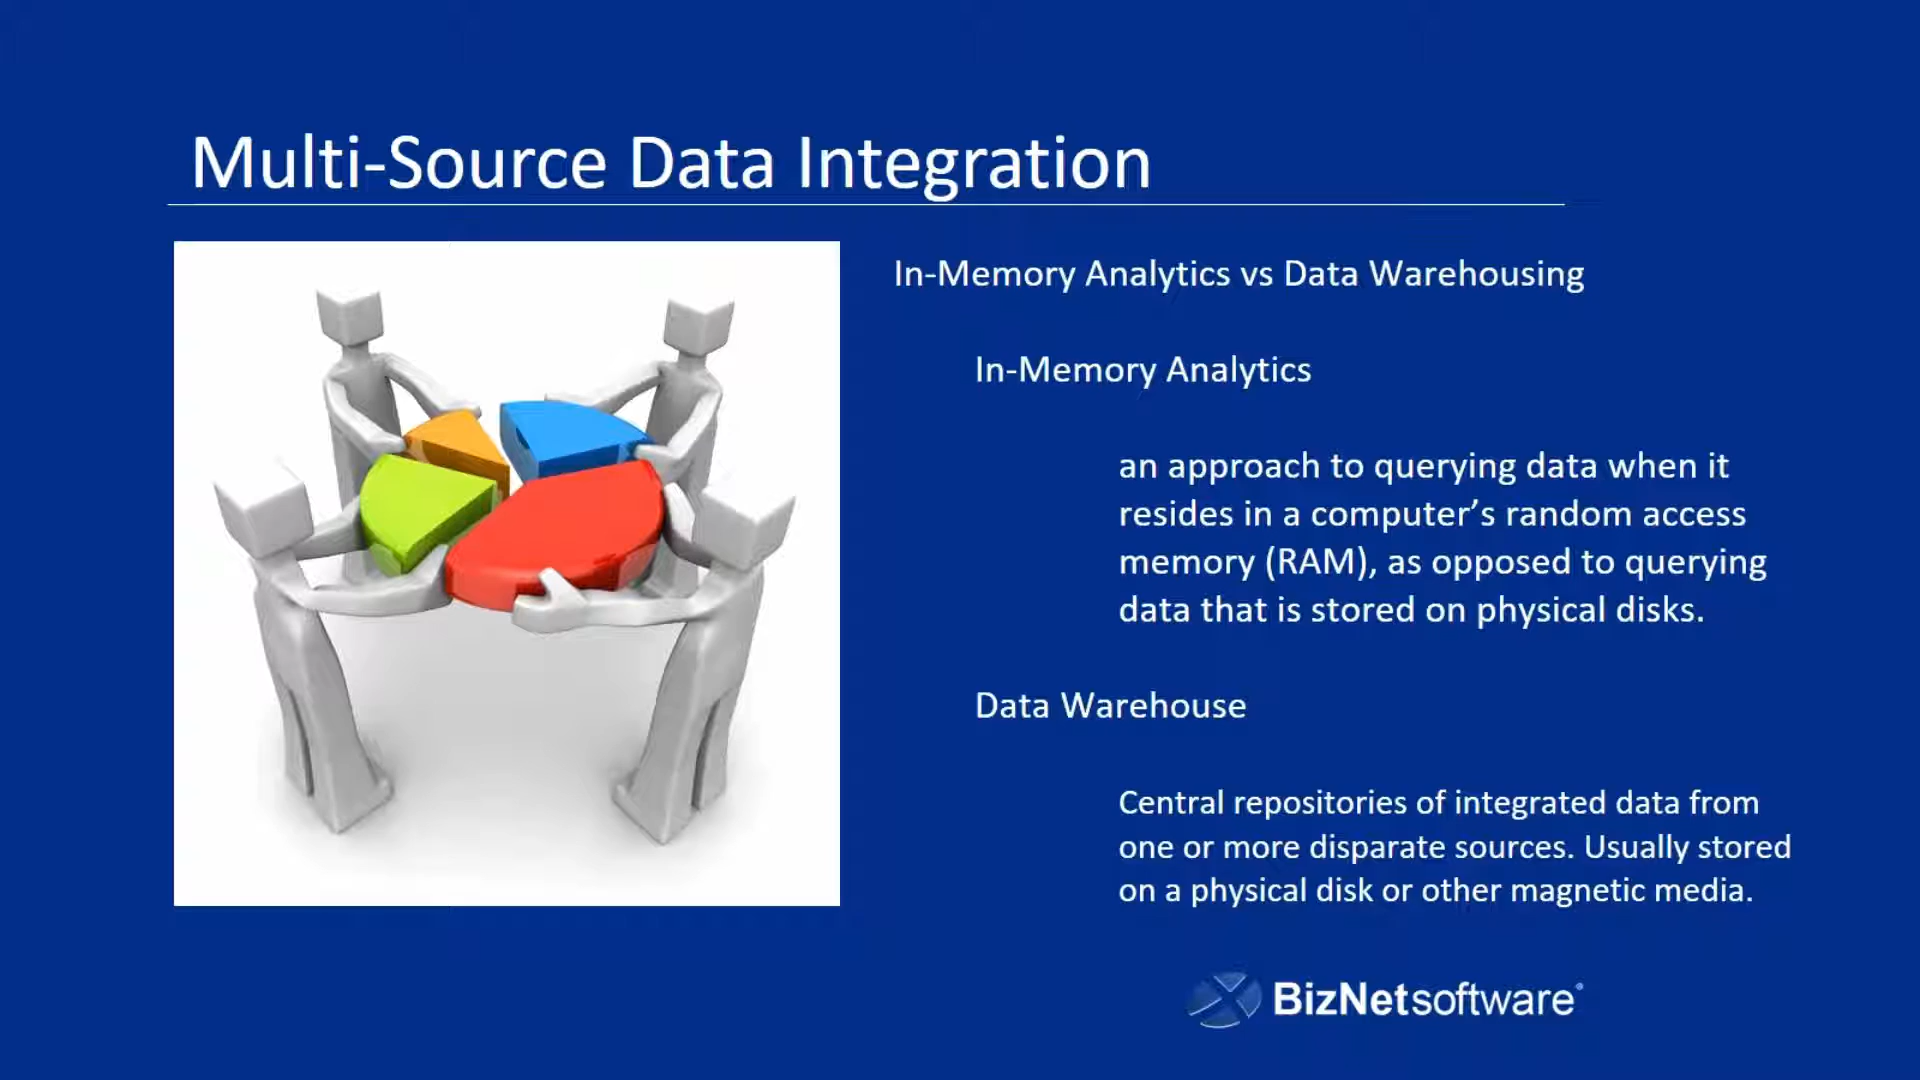 Multi-Source Data Integration
In-Memory Analytics vs Data Warehousing
In-Memory Analytics
an approach to querying data when it
resides in a computer’s random access
memory (RAM), as opposed to querying
data that is stored on physical disks.
Data Warehouse
Central repositories of integrated data from
one or more disparate sources. Usually stored
on a physical disk or other magnetic media.
BizNetsoftware